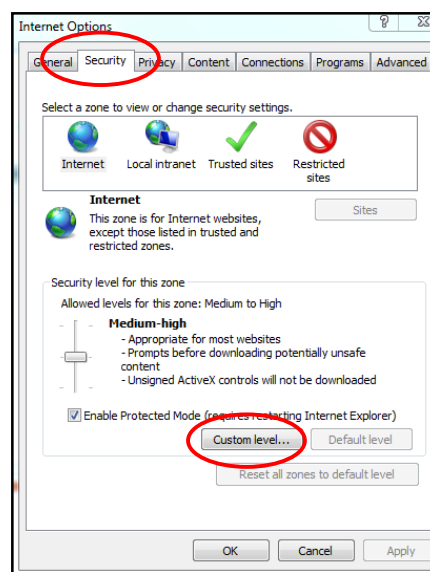 Internet Options
General Security Privacy Content Connections Programs Advanced
Select a zone to view or change security settings.
Internet Local intranet Trusted sites Restricted sites
Internet
This zone is for Internet websites,
except those listed in trusted and
restricted zones.
Sites
Security level for this zone
Allowed levels for this zone: Medium to High
Medium-high
- Appropriate for most websites
- Prompts before downloading potentially unsafe
content
- Unsigned ActiveX controls will not be downloaded
Enable Protected Mode (requires restarting Internet Explorer)
Custom level... Default level
Reset all zones to default level
OK Cancel Apply